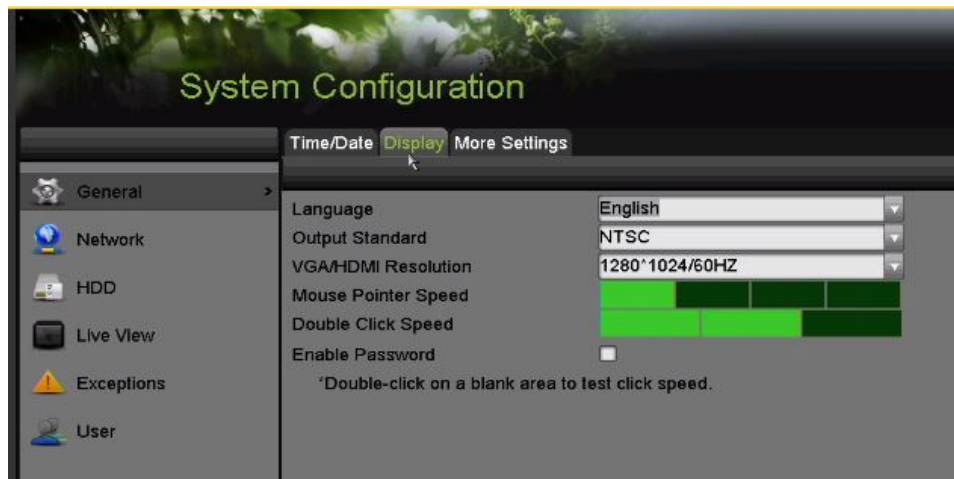 System Configuration
Time/Date Display More Settings
General >
Network
HDD
Live View
Exceptions
User
Language English
Output Standard NTSC
VGA/HDMI Resolution 1280*1024/60HZ
Mouse Pointer Speed
Double Click Speed
Enable Password
*Double-click on a blank area to test click speed.